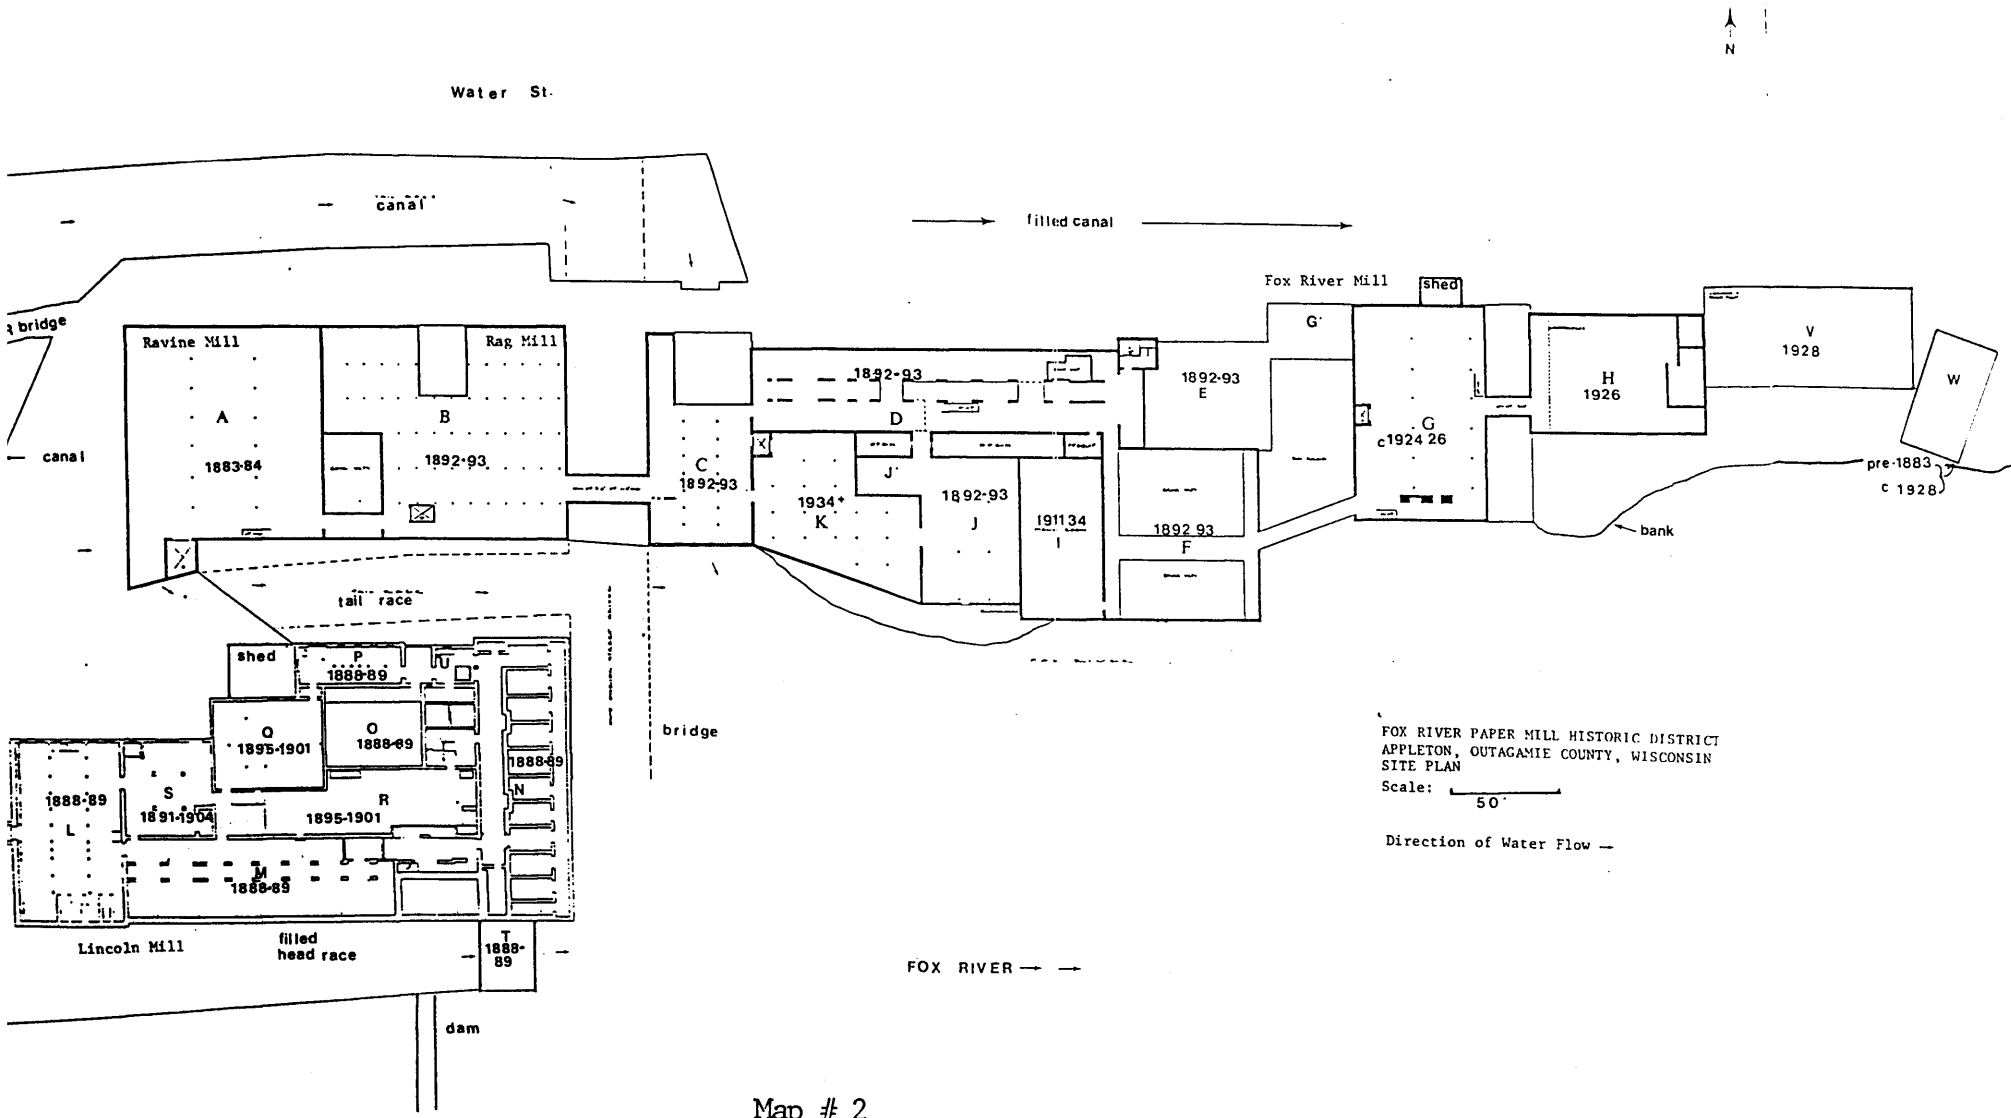 N
Water St.
canal
filled canal
Fox River Mill
shed
bridge
Ravine Mill
Rag Mill
G'
V
1928
W
1892-93
1892-93
E
H
1926
A
B
D
G
c1924 26
canal
1883-84
1892-93
C
1892-93
J'
1934+
K
1892-93
J
1911 34
I
1892 93
F
pre-1883
c 1928
bank
tail race
shed
P
1888-89
bridge
Q
1895-1901
O
1888-89
1888-89
N
FOX RIVER PAPER MILL HISTORIC DISTRICT
APPLETON, OUTAGAMIE COUNTY, WISCONSIN
SITE PLAN
Scale:
50'
Direction of Water Flow →
1888-89
L
S
1891-1904
R
1895-1901
M
1888-89
Lincoln Mill
filled
head race
T
1888-
89
FOX RIVER → →
dam
Map # 2